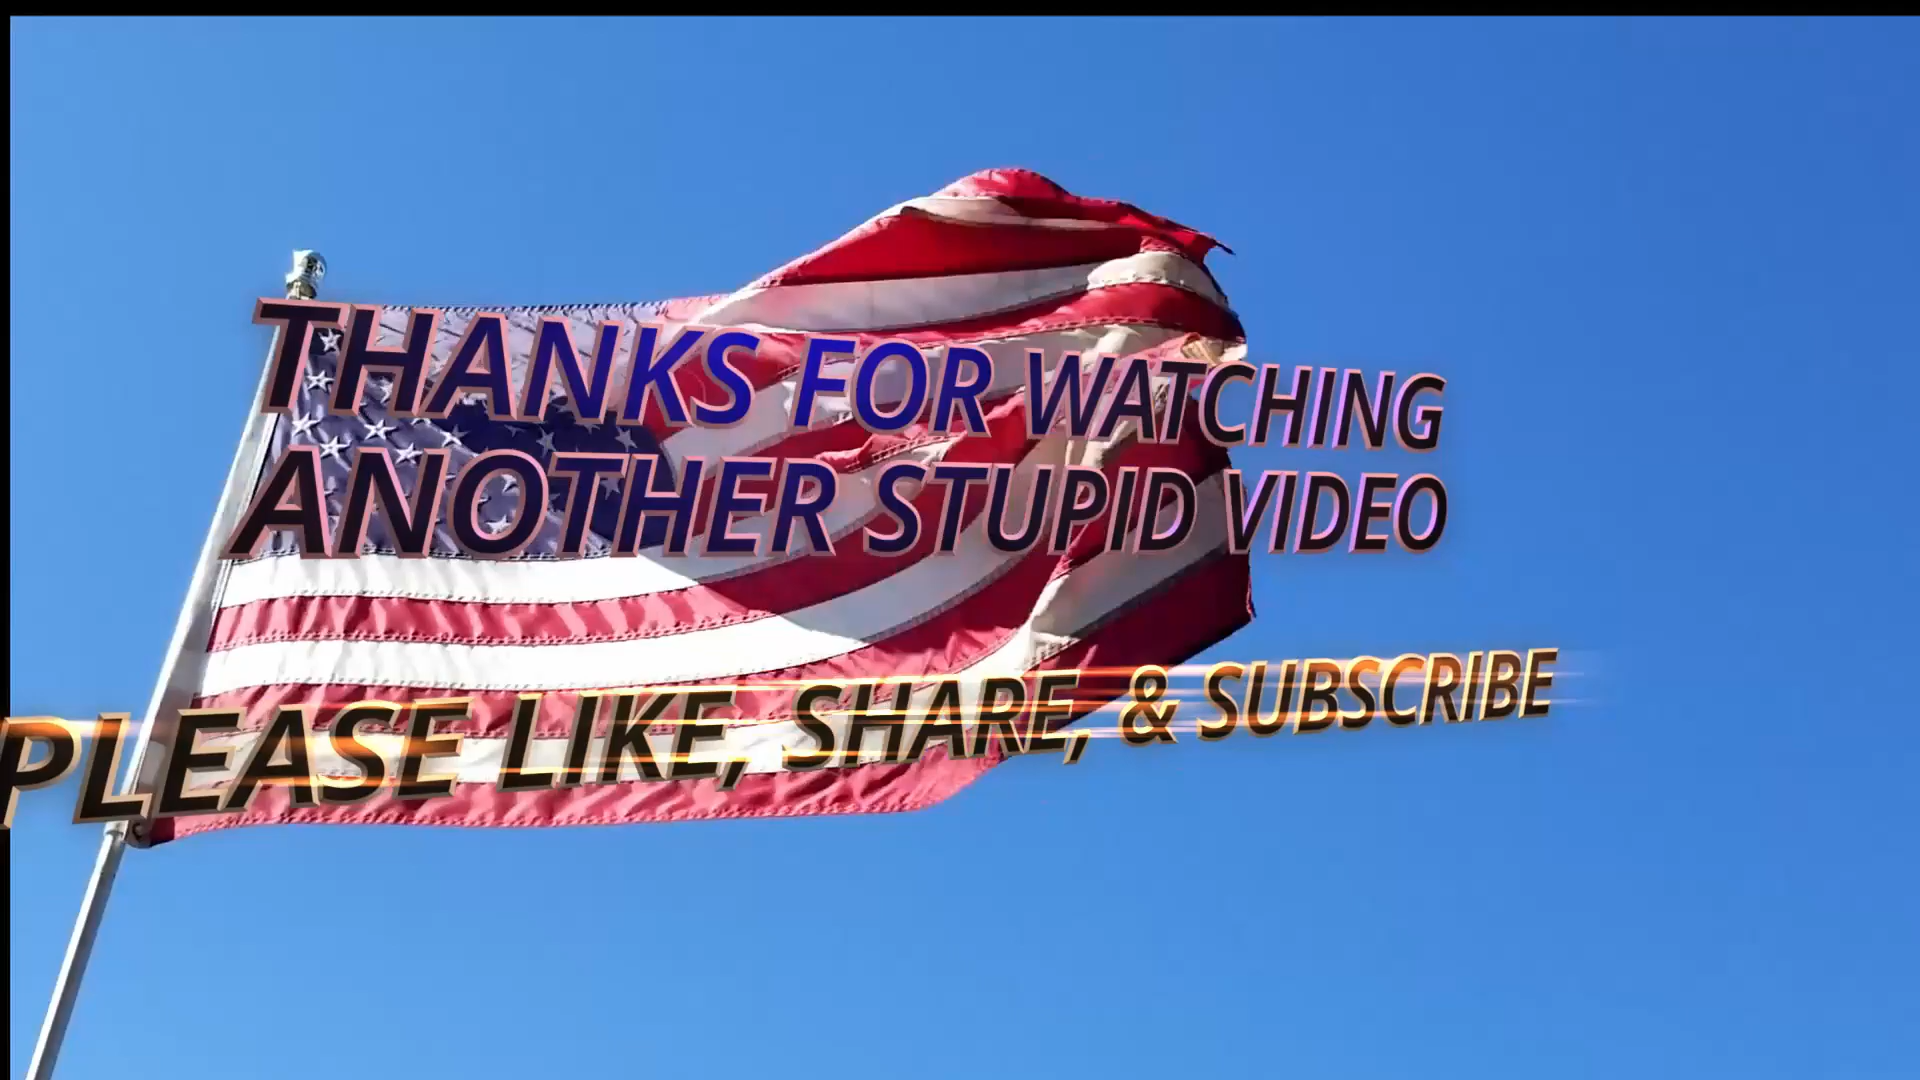 THANKS FOR WATCHING
ANOTHER STUPID VIDEO
PLEASE LIKE, SHARE, & SUBSCRIBE